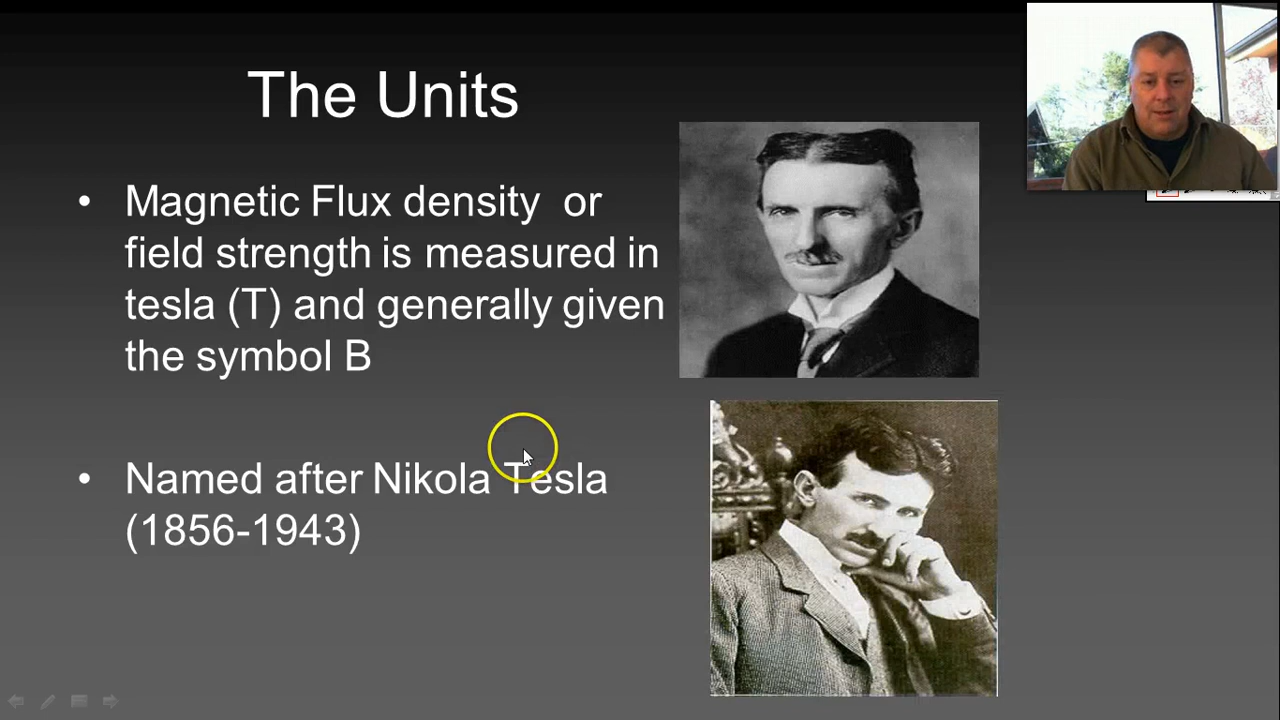 The Units
• Magnetic Flux density  or
field strength is measured in
tesla (T) and generally given
the symbol B
• Named after Nikola Tesla
(1856-1943)